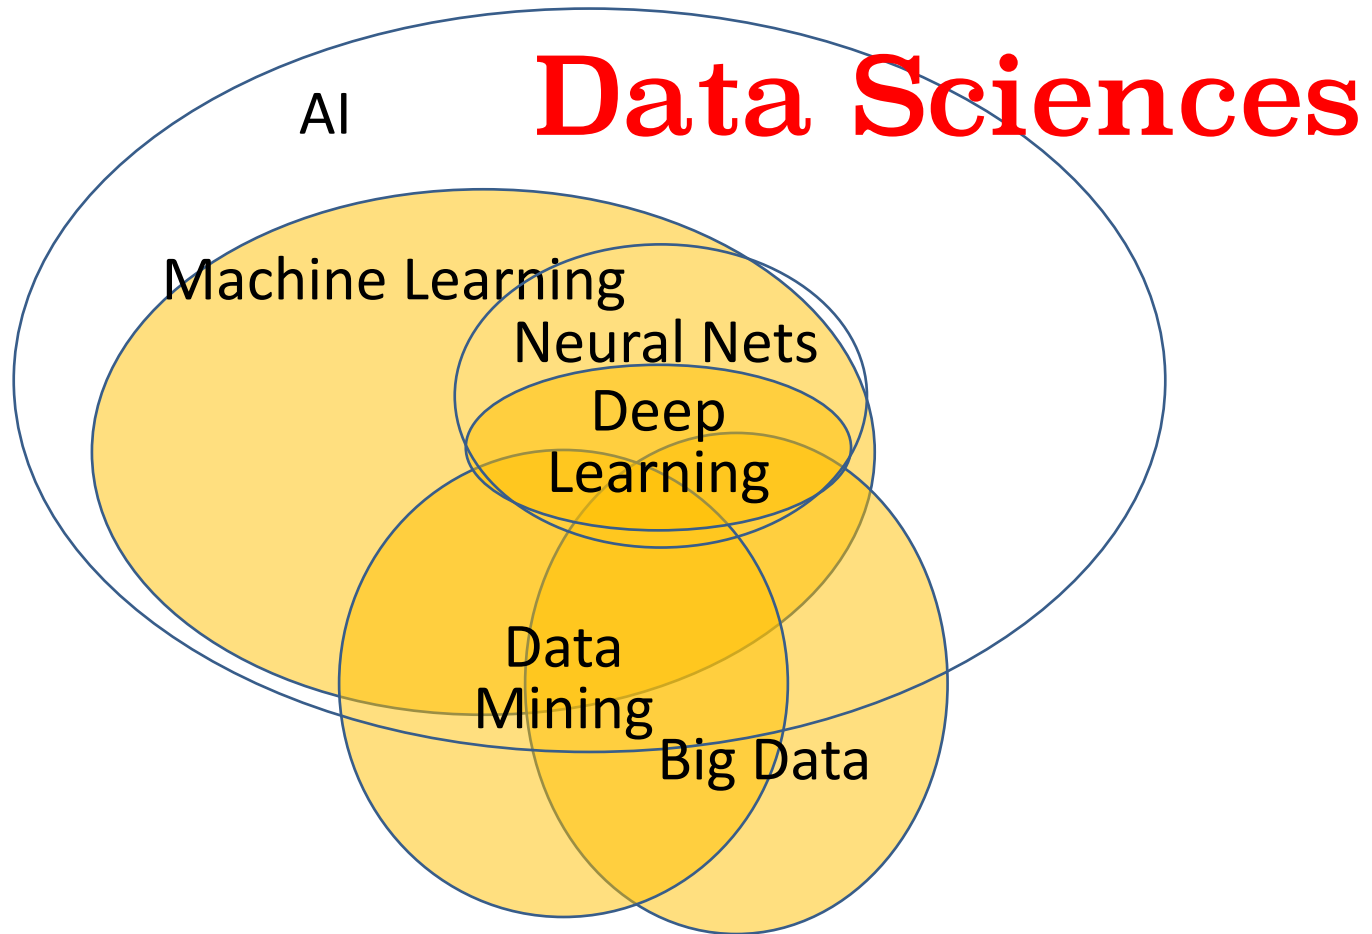 AI
Data Sciences
Machine Learning
Neural Nets
Deep
Learning
Data
Mining
Big Data